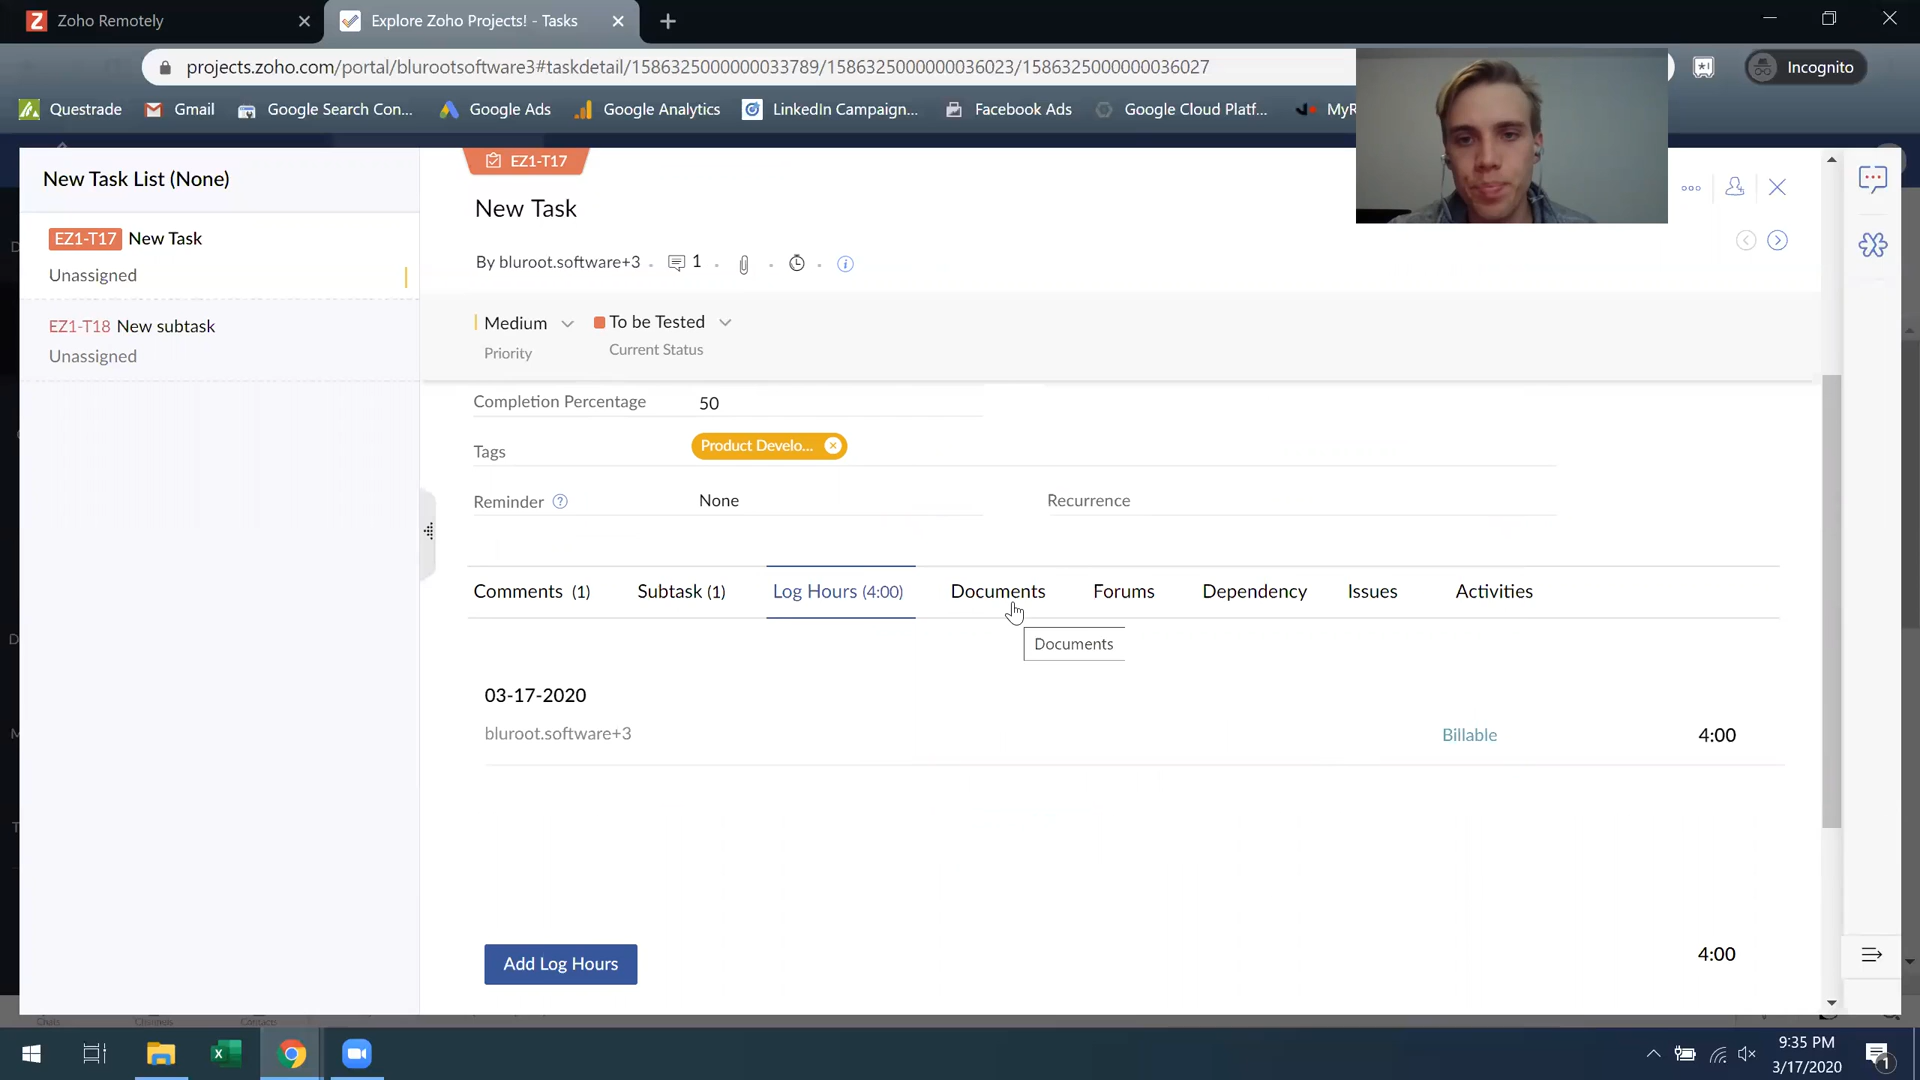 Zoho Remotely
Explore Zoho Projects! - Tasks
projects.zoho.com/portal/blurootsoftware3#taskdetail/1586325000000033789/1586325000000036023/1586325000000036027
Incognito
Questrade
Gmail
Google Search Con...
Google Ads
Google Analytics
LinkedIn Campaign...
Facebook Ads
Google Cloud Platf...
MyR
New Task List (None)
EZ1-T17 New Task
Unassigned
EZ1-T18 New subtask
Unassigned
EZ1-T17
New Task
By bluroot.software+3
1
Medium
Priority
To be Tested
Current Status
Completion Percentage 50
Tags Product Develo...
Reminder None
Recurrence
Comments (1)
Subtask (1)
Log Hours (4:00)
Documents
Forums
Dependency
Issues
Activities
Documents
03-17-2020
bluroot.software+3
Billable
4:00
Add Log Hours
4:00
Chats
Channels
Contacts
9:35 PM
3/17/2020
1